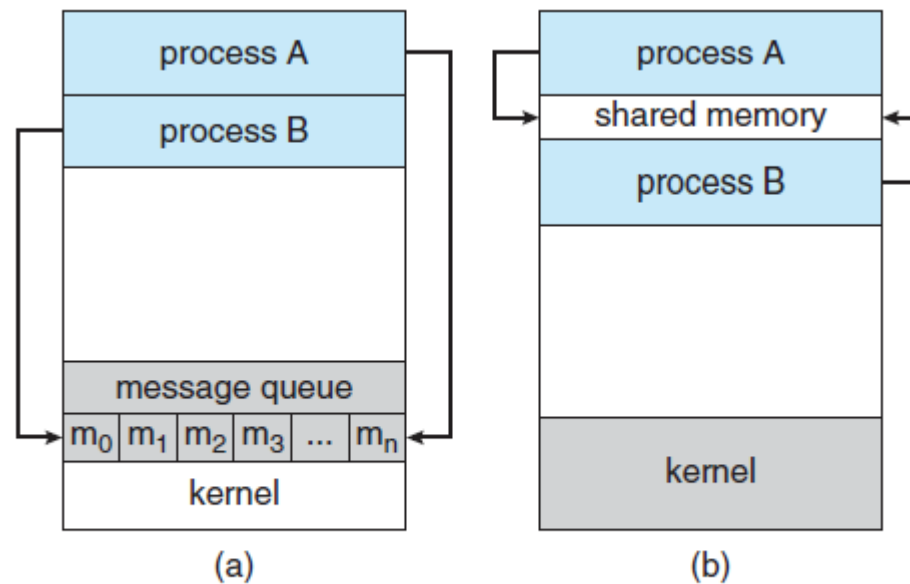 process A
process B
message queue
m₀ m₁ m₂ m₃ ... mₙ
kernel
(a)
process A
shared memory
process B
kernel
(b)